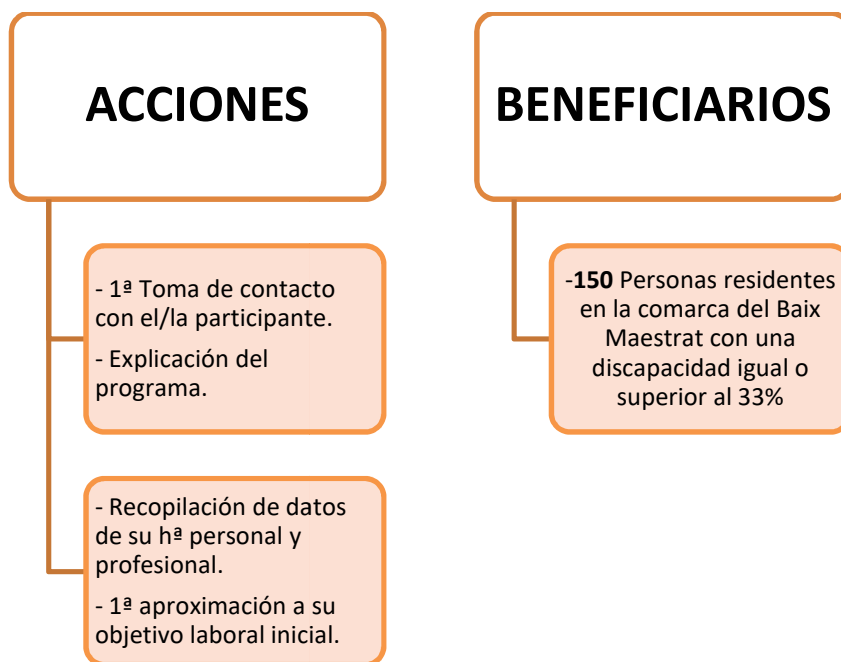 ACCIONES
- 1ª Toma de contacto
con el/la participante.
- Explicación del
programa.
- Recopilación de datos
de su hª personal y
profesional.
- 1ª aproximación a su
objetivo laboral inicial.
BENEFICIARIOS
-150 Personas residentes
en la comarca del Baix
Maestrat con una
discapacidad igual o
superior al 33%